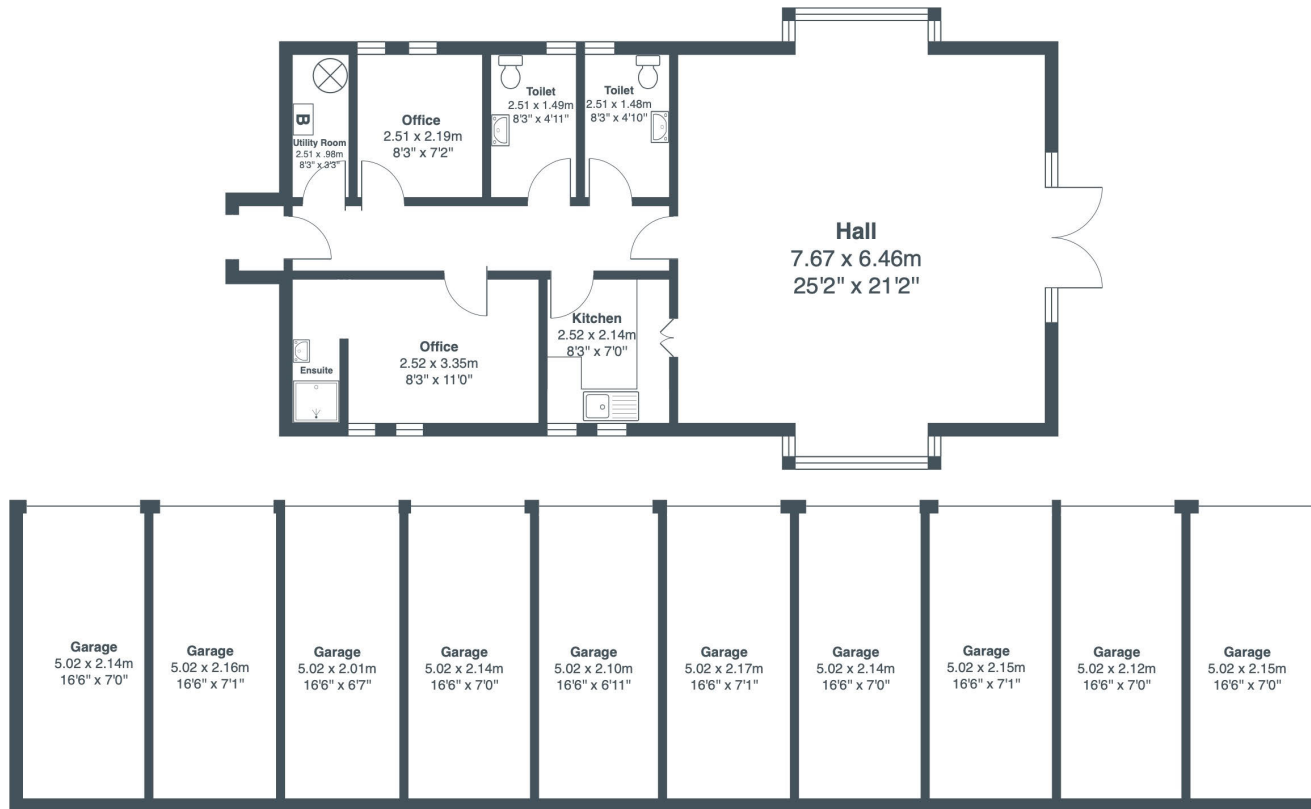 Utility Room
2.51 x .98m
8'3" x 3'3"
B
Office
2.51 x 2.19m
8'3" x 7'2"
Toilet
2.51 x 1.49m
8'3" x 4'11"
Toilet
2.51 x 1.48m
8'3" x 4'10"
Hall
7.67 x 6.46m
25'2" x 21'2"
Ensuite
Office
2.52 x 3.35m
8'3" x 11'0"
Kitchen
2.52 x 2.14m
8'3" x 7'0"
Garage
5.02 x 2.14m
16'6" x 7'0"
Garage
5.02 x 2.16m
16'6" x 7'1"
Garage
5.02 x 2.01m
16'6" x 6'7"
Garage
5.02 x 2.14m
16'6" x 7'0"
Garage
5.02 x 2.10m
16'6" x 6'11"
Garage
5.02 x 2.17m
16'6" x 7'1"
Garage
5.02 x 2.14m
16'6" x 7'0"
Garage
5.02 x 2.15m
16'6" x 7'1"
Garage
5.02 x 2.12m
16'6" x 7'0"
Garage
5.02 x 2.15m
16'6" x 7'0"